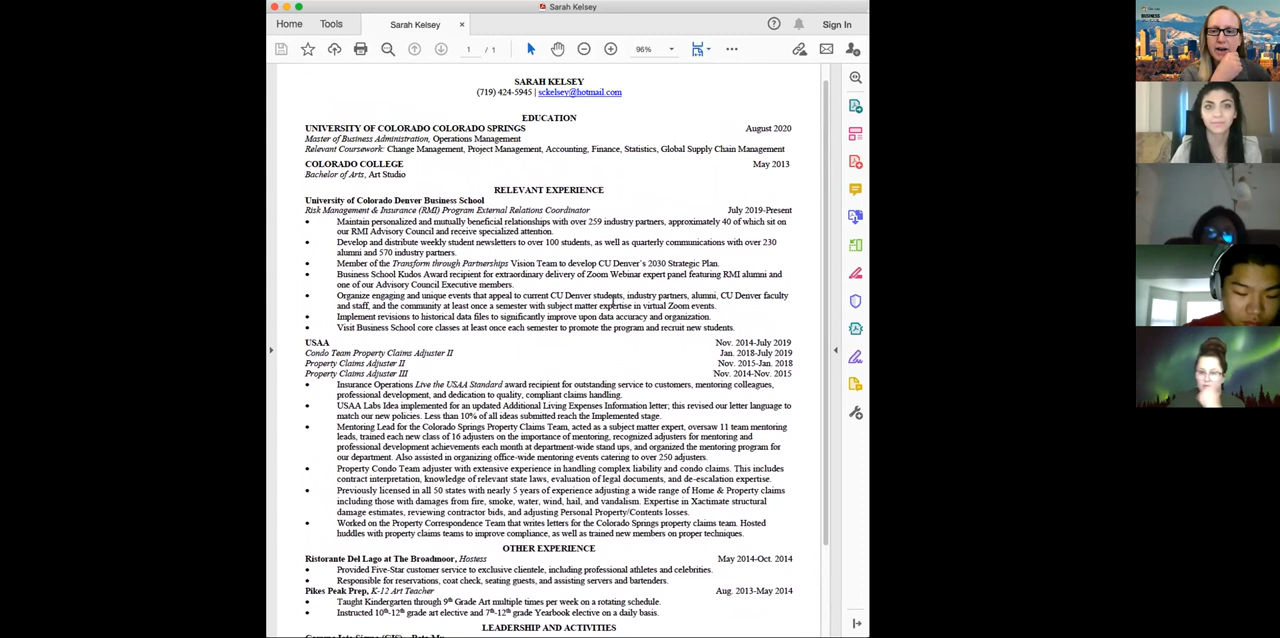 Sarah Kelsey
Home Tools Sarah Kelsey × Sign In
1 / 1 96%
SARAH KELSEY
(719) 424-5945 | sckelsey@hotmail.com
EDUCATION
UNIVERSITY OF COLORADO COLORADO SPRINGS August 2020
Master of Business Administration, Operations Management
Relevant Coursework: Change Management, Project Management, Accounting, Finance, Statistics, Global Supply Chain Management
COLORADO COLLEGE May 2013
Bachelor of Arts, Art Studio
RELEVANT EXPERIENCE
University of Colorado Denver Business School
Risk Management & Insurance (RMI) Program External Relations Coordinator July 2019-Present
• Maintain personalized and mutually beneficial relationships with over 259 industry partners, approximately 40 of which sit on
our RMI Advisory Council and receive specialized attention.
• Develop and distribute weekly student newsletters to over 100 students, as well as quarterly communications with over 230
alumni and 570 industry partners.
• Member of the Transform through Partnerships Vision Team to develop CU Denver's 2030 Strategic Plan.
• Business School Kudos Award recipient for extraordinary delivery of Zoom Webinar expert panel featuring RMI alumni and
one of our Advisory Council Executive members.
• Organize engaging and unique events that appeal to current CU Denver students, industry partners, alumni, CU Denver faculty
and staff, and the community at least once a semester with subject matter expertise in virtual Zoom events.
• Implement revisions to historical data files to significantly improve upon data accuracy and organization.
• Visit Business School core classes at least once each semester to promote the program and recruit new students.
USAA Nov. 2014-July 2019
Condo Team Property Claims Adjuster II Jan. 2018-July 2019
Property Claims Adjuster II Nov. 2015-Jan. 2018
Property Claims Adjuster III Nov. 2014-Nov. 2015
• Insurance Operations Live the USAA Standard award recipient for outstanding service to customers, mentoring colleagues,
professional development, and dedication to quality, compliant claims handling.
• USAA Labs Idea implemented for an updated Additional Living Expenses Information letter; this revised our letter language to
match our new policies. Less than 10% of all ideas submitted reach the Implemented stage.
• Mentoring Lead for the Colorado Springs Property Claims Team, acted as a subject matter expert, oversaw 11 team mentoring
leads, trained each new class of 16 adjusters on the importance of mentoring, recognized adjusters for mentoring and
professional development achievements each month at department-wide stand ups, and organized the mentoring program for
our department. Also assisted in organizing office-wide mentoring events catering to over 250 adjusters.
• Property Condo Team adjuster with extensive experience in handling complex liability and condo claims. This includes
contract interpretation, knowledge of relevant state laws, evaluation of legal documents, and de-escalation expertise.
• Previously licensed in all 50 states with nearly 5 years of experience adjusting a wide range of Home & Property claims
including those with damages from fire, smoke, water, wind, hail, and vandalism. Expertise in Xactimate structural
damage estimates, reviewing contractor bids, and adjusting Personal Property/Contents losses.
• Worked on the Property Correspondence Team that writes letters for the Colorado Springs property claims team. Hosted
huddles with property claims teams to improve compliance, as well as trained new members on proper techniques.
OTHER EXPERIENCE
Ristorante Del Lago at The Broadmoor, Hostess May 2014-Oct. 2014
• Provided Five-Star customer service to exclusive clientele, including professional athletes and celebrities.
• Responsible for reservations, coat check, seating guests, and assisting servers and bartenders.
Pikes Peak Prep, K-12 Art Teacher Aug. 2013-May 2014
• Taught Kindergarten through 9th Grade Art multiple times per week on a rotating schedule.
• Instructed 10th-12th grade art elective and 7th-12th grade Yearbook elective on a daily basis.
LEADERSHIP AND ACTIVITIES
BUSINESS